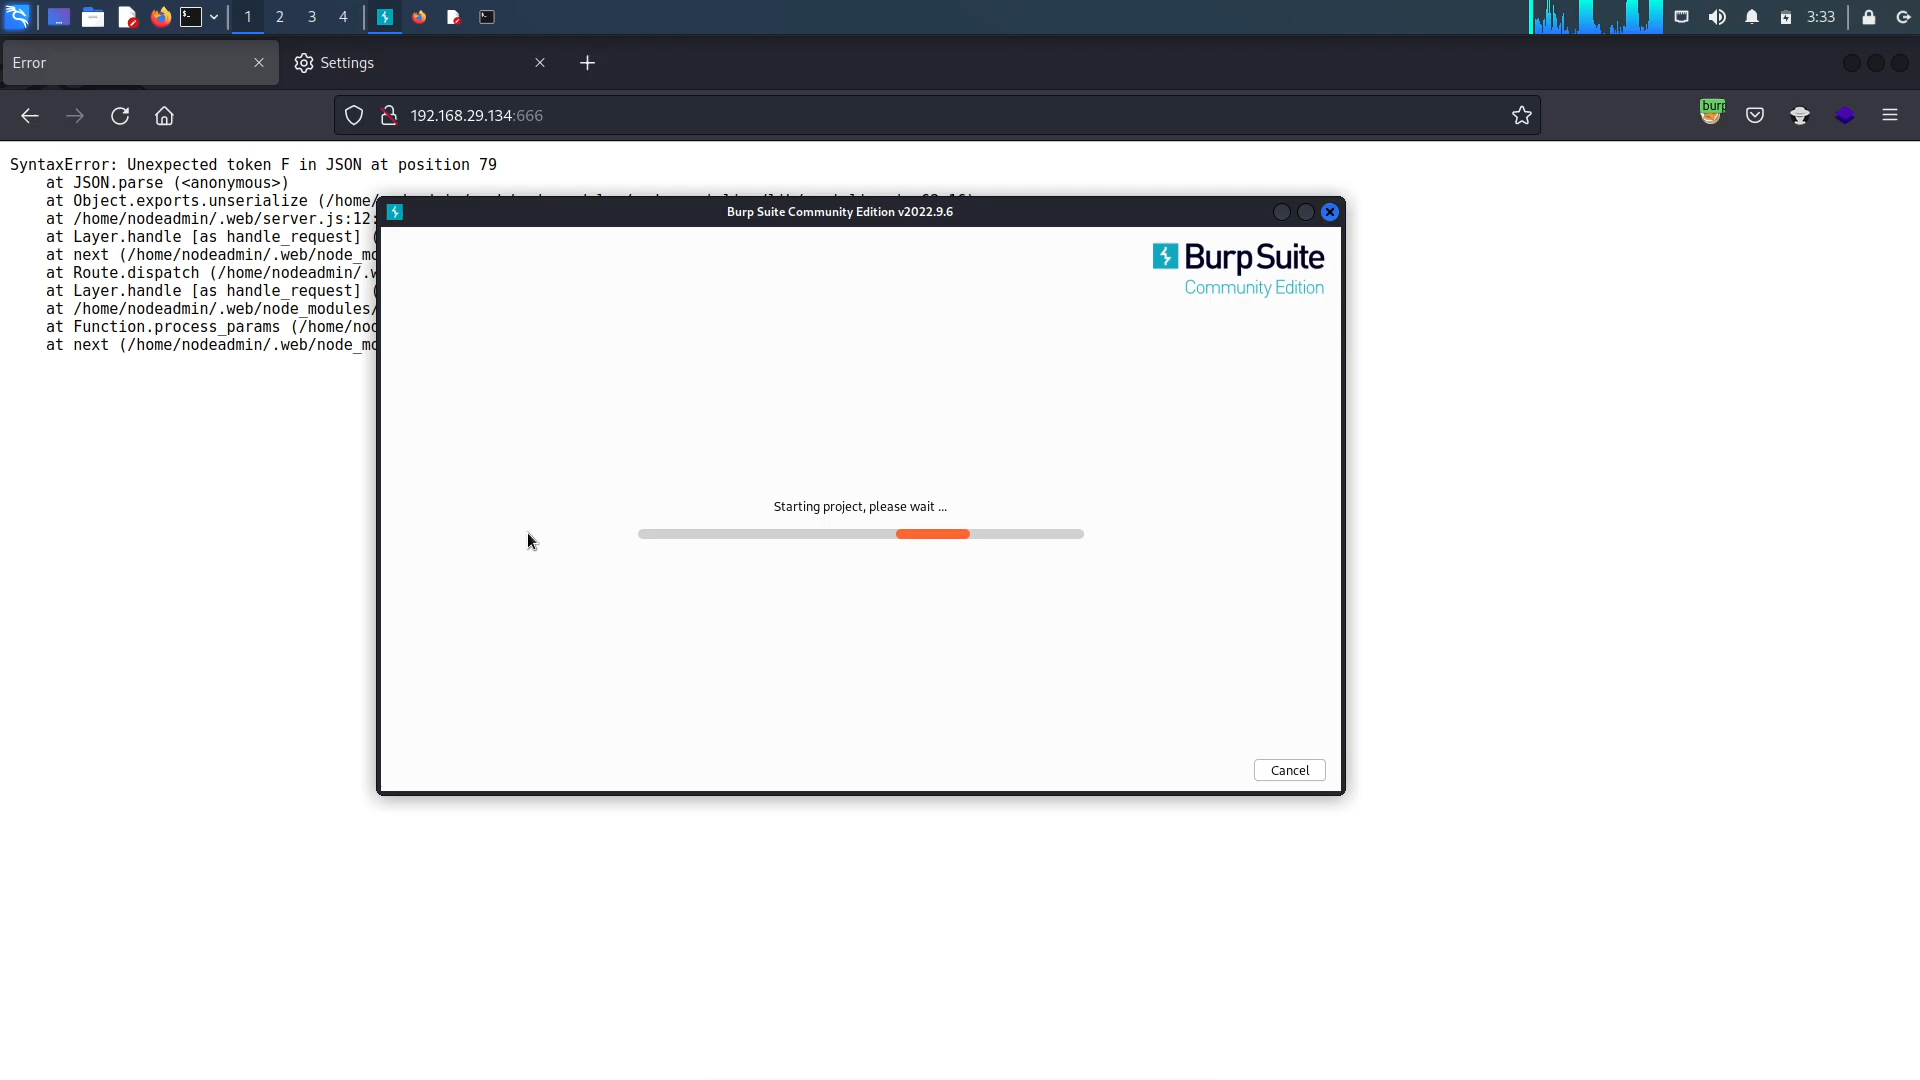 1 2 3 4 3:33
Error Settings
192.168.29.134:666
burp
SyntaxError: Unexpected token F in JSON at position 79
at JSON.parse (<anonymous>)
at Object.exports.unserialize (/home/
at /home/nodeadmin/.web/server.js:12:
at Layer.handle [as handle_request] (
at next (/home/nodeadmin/.web/node_mo
at Route.dispatch (/home/nodeadmin/.w
at Layer.handle [as handle_request] (
at /home/nodeadmin/.web/node_modules/
at Function.process_params (/home/nod
at next (/home/nodeadmin/.web/node_mo
Burp Suite Community Edition v2022.9.6
Burp Suite
Community Edition
Starting project, please wait ...
Cancel